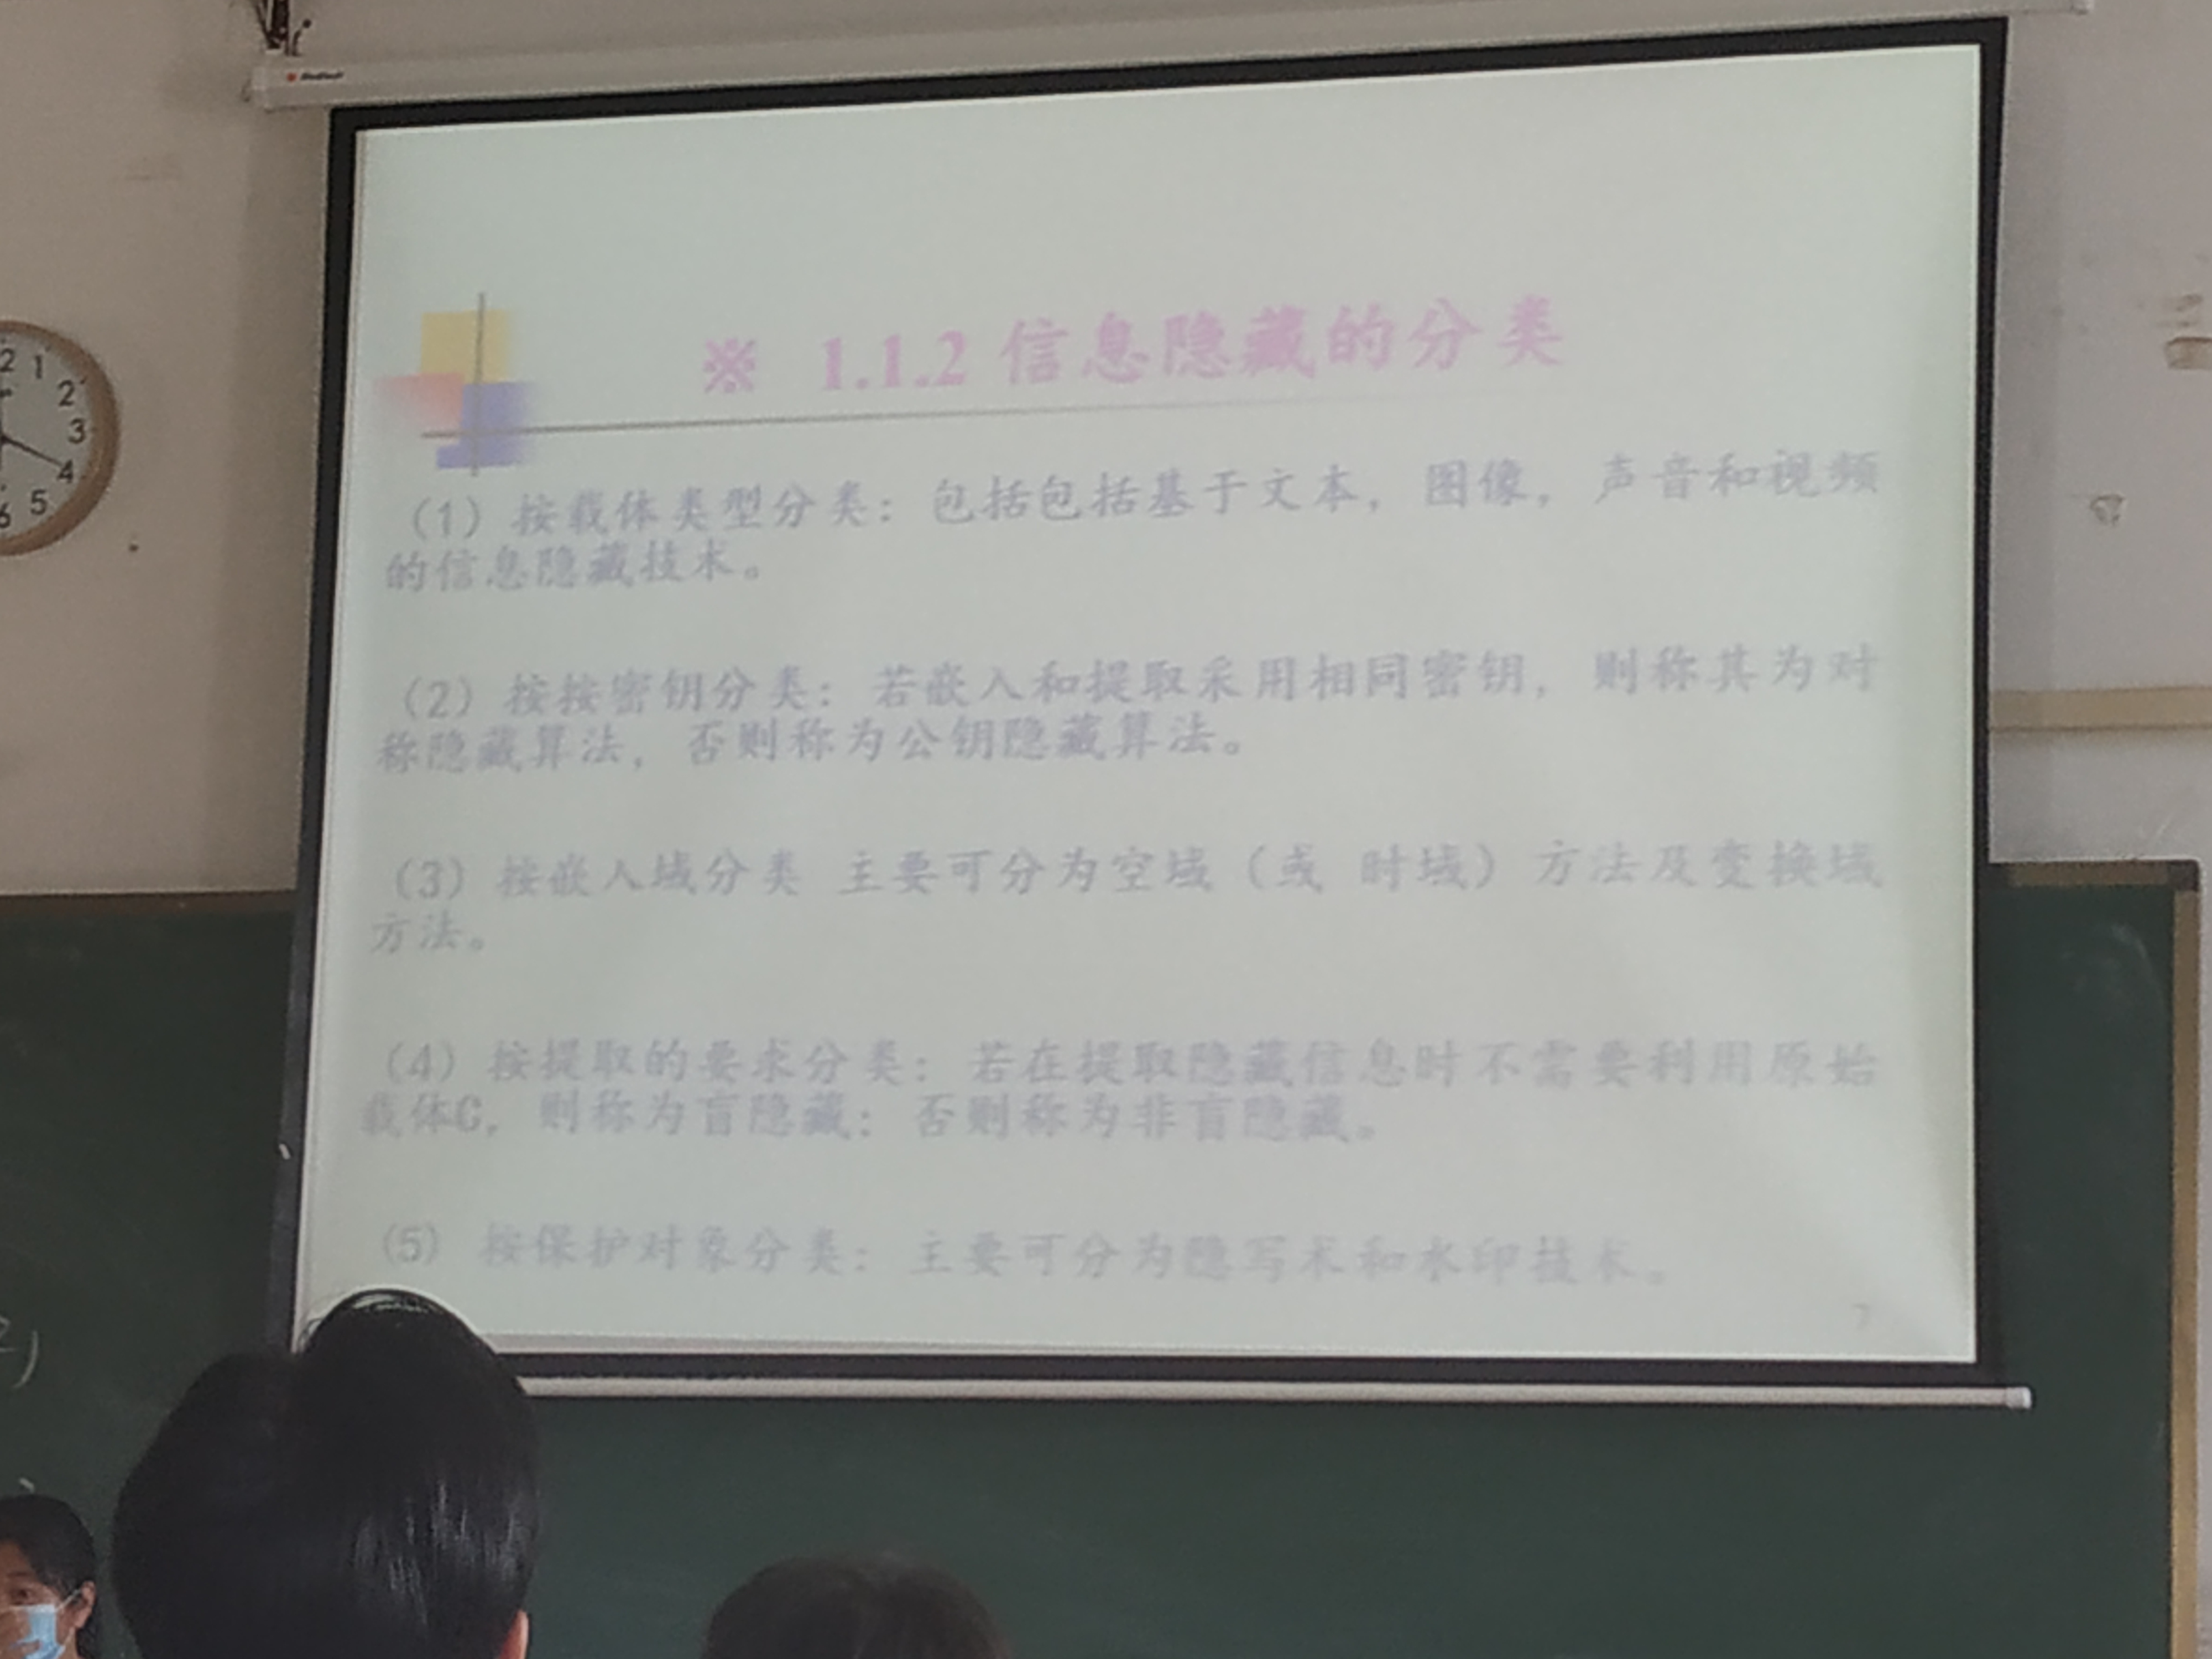 ※ 1.1.2 信息隐藏的分类
（1）按载体类型分类：包括包括基于文本，图像，声音和视频
的信息隐藏技术。
（2）按按密钥分类：若嵌入和提取采用相同密钥，则称其为对
称隐藏算法，否则称为公钥隐藏算法。
（3）按嵌入域分类 主要可分为空域（或 时域）方法及变换域
方法。
（4）按提取的要求分类：若在提取隐藏信息时不需要利用原始
载体C，则称为盲隐藏；否则称为非盲隐藏。
（5）按保护对象分类：主要可分为隐写术和水印技术。
7
2 1
2
3
4
5
6